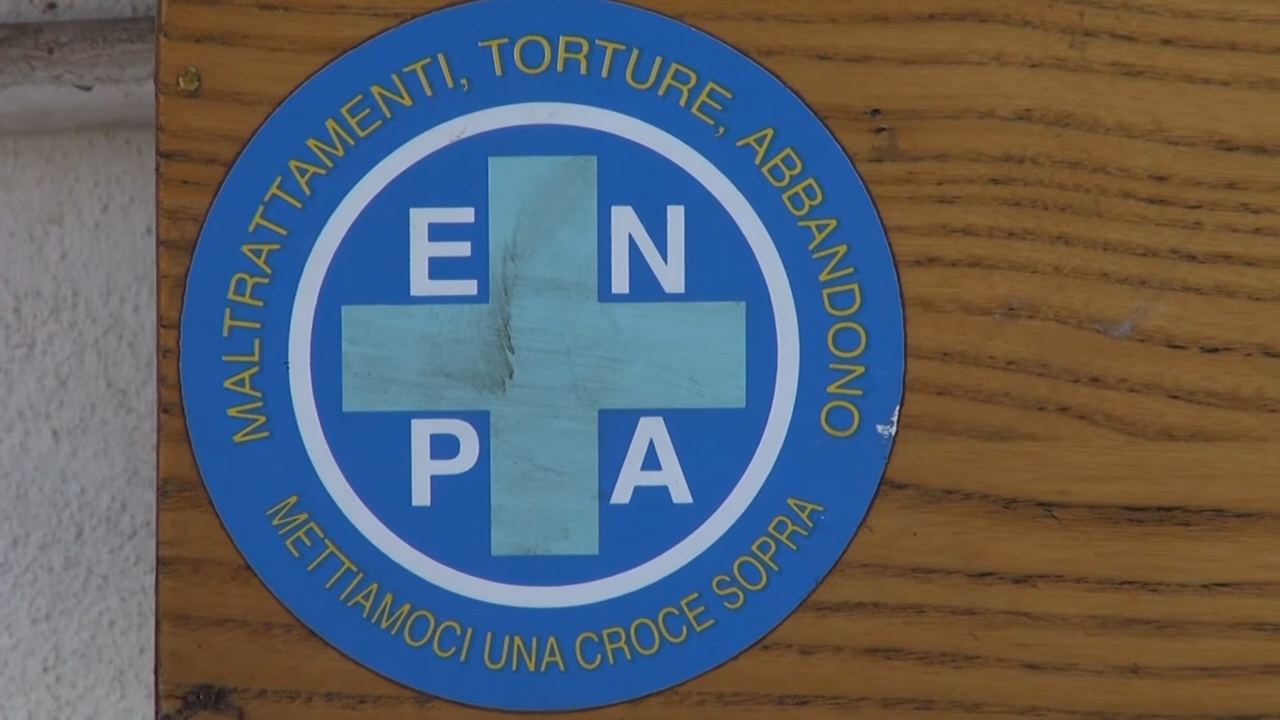 MALTRATTAMENTI, TORTURE, ABBANDONO
E N
P A
METTIAMOCI UNA CROCE SOPRA